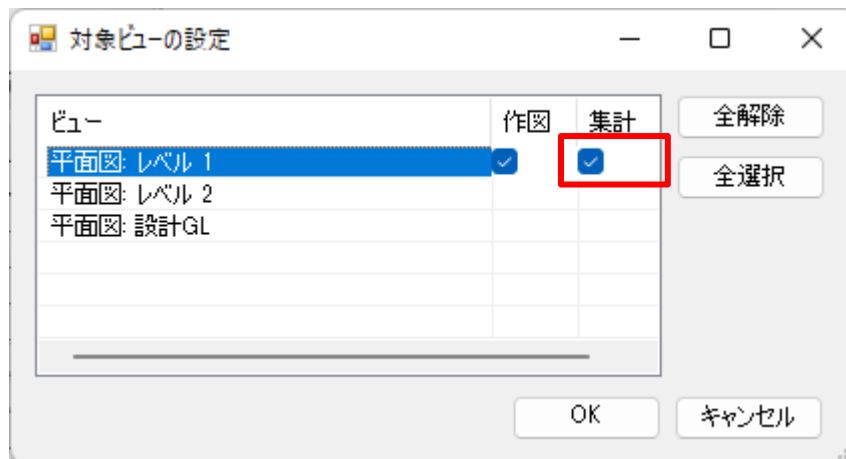 対象ビューの設定
ビュー 作図 集計
平面図: レベル 1
平面図: レベル 2
平面図: 設計GL
全解除
全選択
OK キャンセル